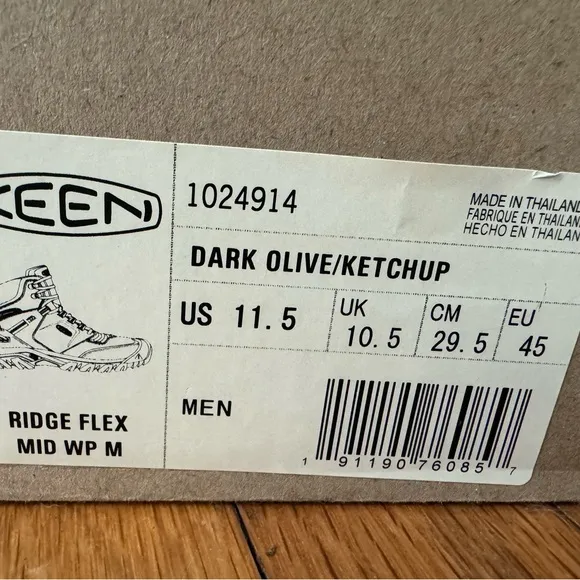 KEEN
1024914
MADE IN THAILAND
FABRIQUE EN THAILAN
HECHO EN THAILAN
DARK OLIVE/KETCHUP
US 11.5
UK 10.5
CM 29.5
EU 45
RIDGE FLEX
MID WP M
MEN
1 91190 76085 7